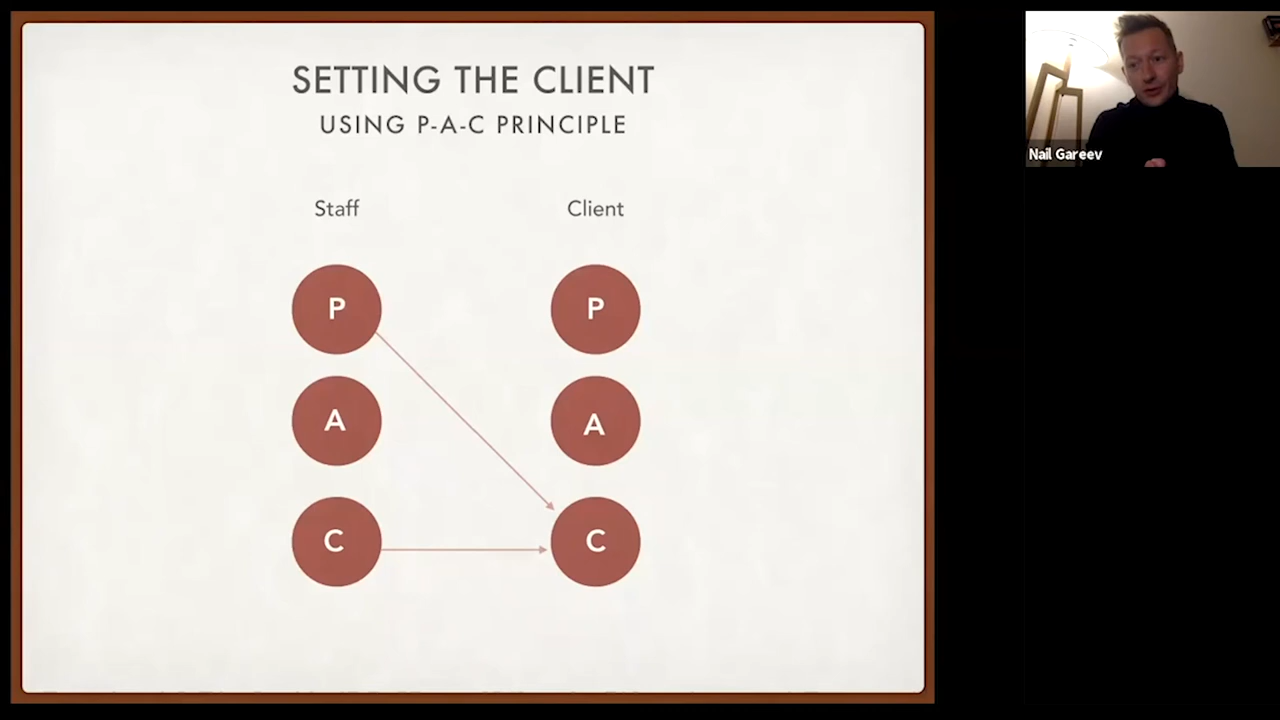 SETTING THE CLIENT
USING P-A-C PRINCIPLE
Staff
Client
P
P
A
A
C
C
Nail Gareev